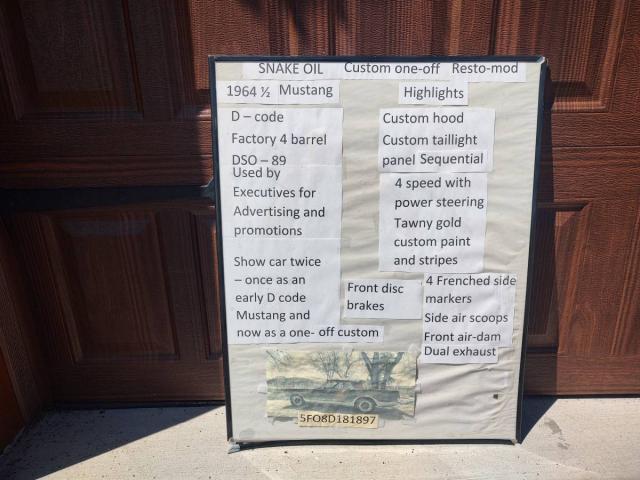 SNAKE OIL Custom one-off Resto-mod
1964 ½ Mustang
D – code
Factory 4 barrel
DSO – 89
Used by
Executives for
Advertising and
promotions
Show car twice
– once as an
early D code
Mustang and
now as a one- off custom
Highlights
Custom hood
Custom taillight
panel Sequential
4 speed with
power steering
Tawny gold
custom paint
and stripes
Front disc
brakes
4 Frenched side
markers
Side air scoops
Front air-dam
Dual exhaust
5FO8D181897